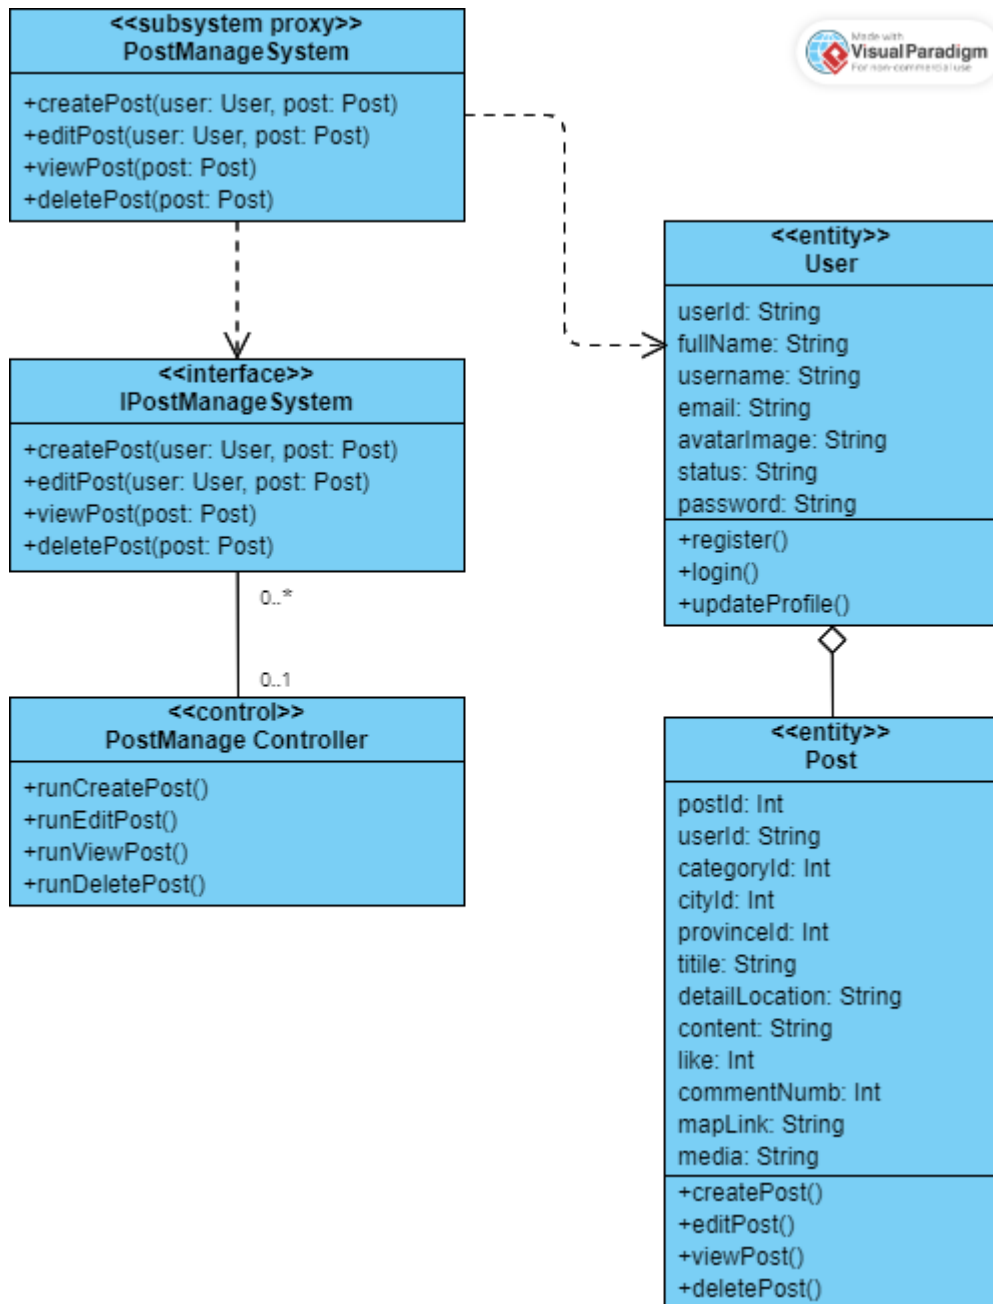 <<subsystem proxy>>
PostManageSystem
+createPost(user: User, post: Post)
+editPost(user: User, post: Post)
+viewPost(post: Post)
+deletePost(post: Post)
Made with
Visual Paradigm
For non-commercial use
<<interface>>
IPostManageSystem
+createPost(user: User, post: Post)
+editPost(user: User, post: Post)
+viewPost(post: Post)
+deletePost(post: Post)
0..*
0..1
<<control>>
PostManage Controller
+runCreatePost()
+runEditPost()
+runViewPost()
+runDeletePost()
<<entity>>
User
userId: String
fullName: String
username: String
email: String
avatarImage: String
status: String
password: String
+register()
+login()
+updateProfile()
<<entity>>
Post
postId: Int
userId: String
categoryId: Int
cityId: Int
provinceId: Int
titile: String
detailLocation: String
content: String
like: Int
commentNumb: Int
mapLink: String
media: String
+createPost()
+editPost()
+viewPost()
+deletePost()